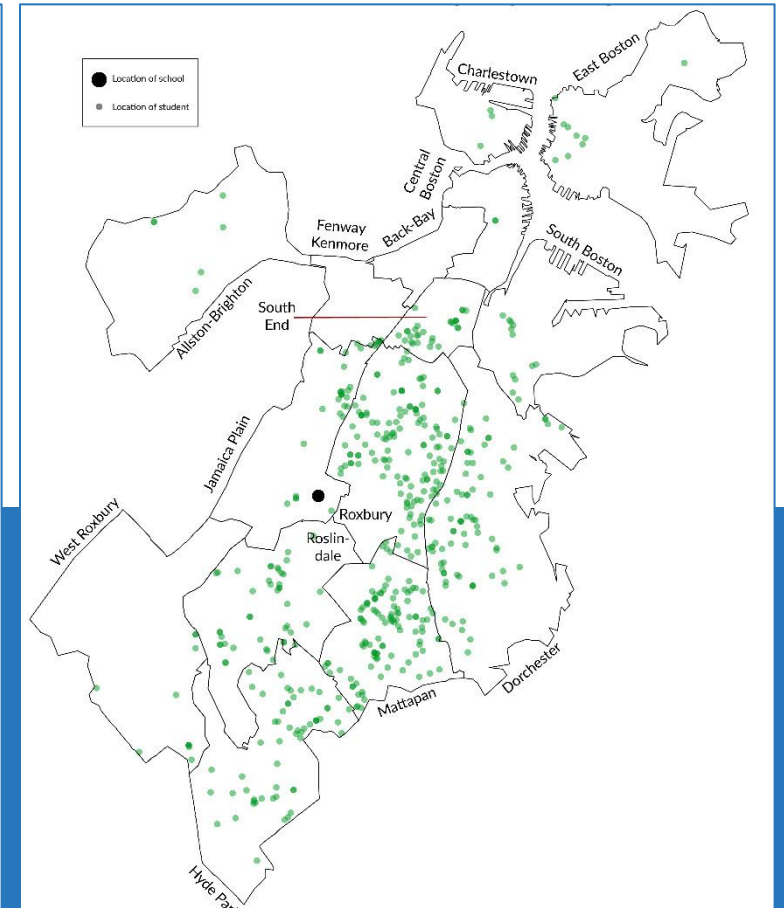 Location of school
Location of student
Charlestown
East Boston
Central
Boston
Back-Bay
Fenway
Kenmore
South Boston
Allston-Brighton
South
End
Jamaica Plain
West Roxbury
Roxbury
Roslin-
dale
Dorchester
Mattapan